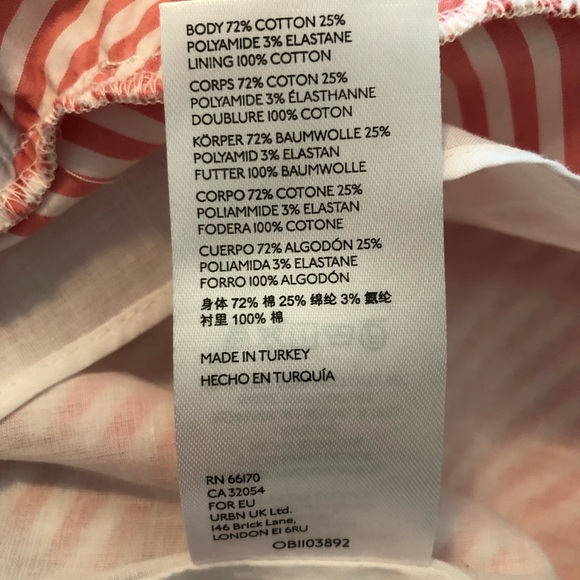 BODY 72% COTTON 25%
POLYAMIDE 3% ELASTANE
LINING 100% COTTON
CORPS 72% COTON 25%
POLYAMIDE 3% ÉLASTHANNE
DOUBLURE 100% COTON
KÖRPER 72% BAUMWOLLE 25%
POLYAMID 3% ELASTAN
FUTTER 100% BAUMWOLLE
CORPO 72% COTONE 25%
POLIAMMIDE 3% ELASTAN
FODERA 100% COTONE
CUERPO 72% ALGODÓN 25%
POLIAMIDA 3% ELASTANE
FORRO 100% ALGODÓN
身体 72% 棉 25% 绵纶 3% 氨纶
衬里 100% 棉
MADE IN TURKEY
HECHO EN TURQUÍA
RN 66170
CA 32054
FOR EU
URBN UK Ltd.
146 Brick Lane,
LONDON E1 6RU
OB1103892